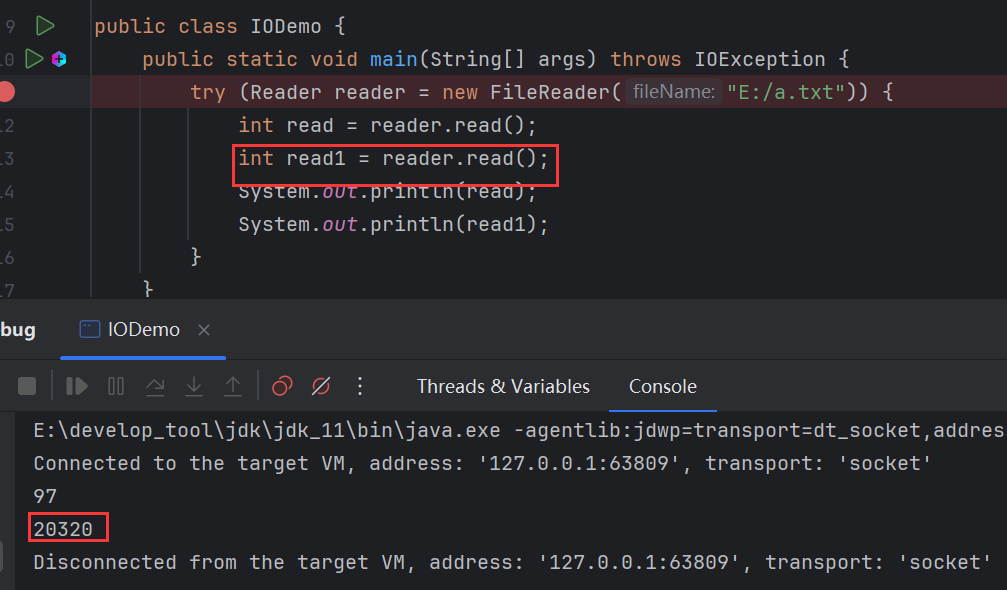 9 public class IODemo {
10 public static void main(String[] args) throws IOException {
try (Reader reader = new FileReader( fileName: "E:/a.txt")) {
12 int read = reader.read();
13 int read1 = reader.read();
14 System.out.println(read);
15 System.out.println(read1);
16 }
17 }
bug IODemo ×
Threads & Variables Console
E:\develop_tool\jdk\jdk_11\bin\java.exe -agentlib:jdwp=transport=dt_socket,addres
Connected to the target VM, address: '127.0.0.1:63809', transport: 'socket'
97
20320
Disconnected from the target VM, address: '127.0.0.1:63809', transport: 'socket'